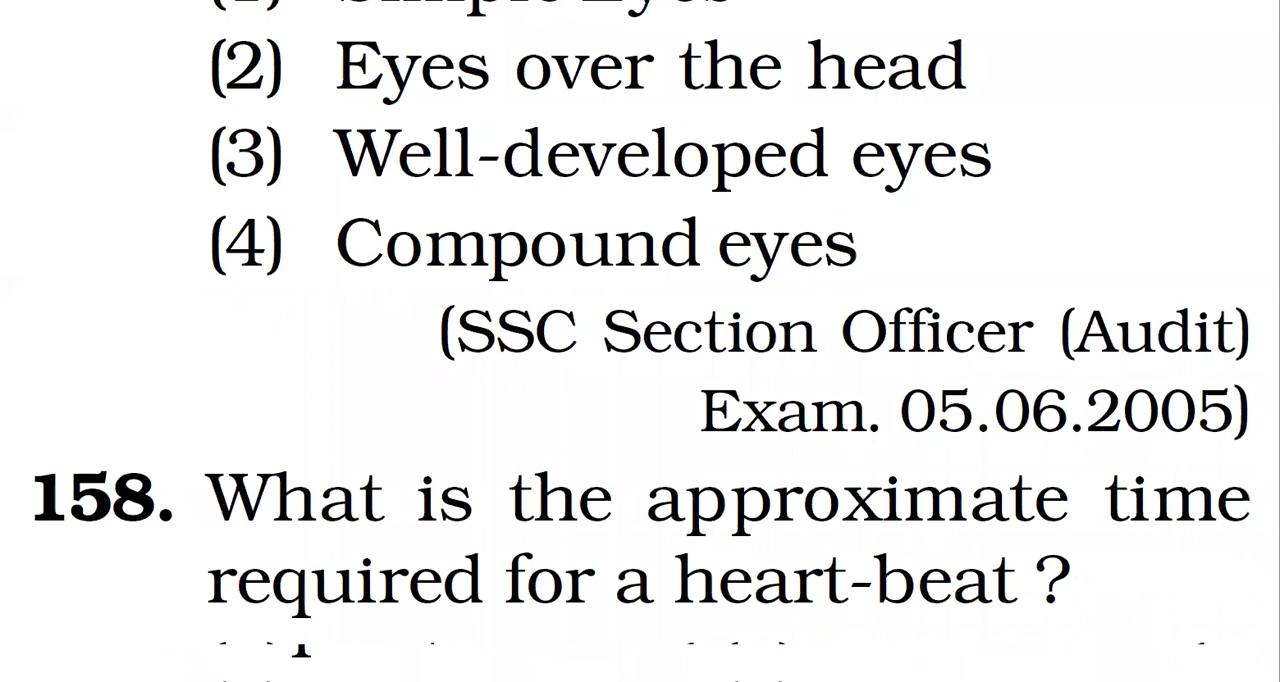 (2) Eyes over the head
(3) Well-developed eyes
(4) Compound eyes
(SSC Section Officer (Audit)
Exam. 05.06.2005)
158. What is the approximate time
required for a heart-beat ?